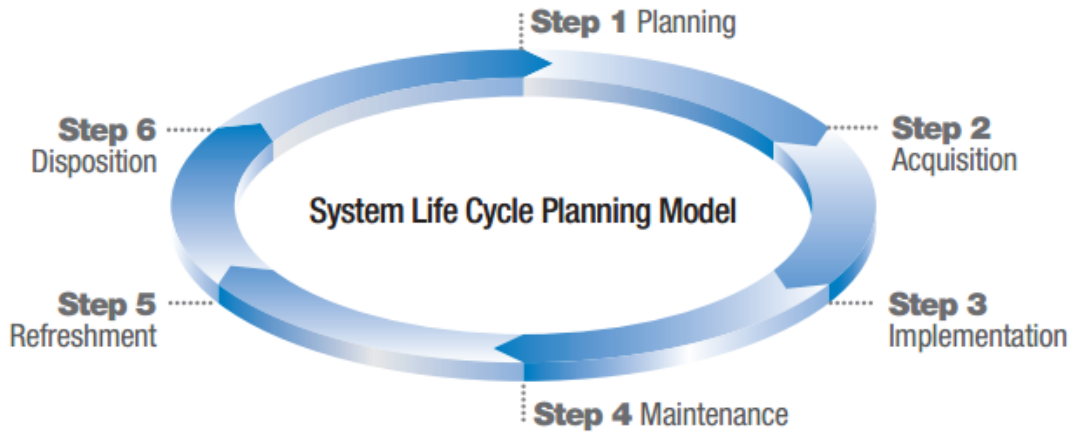 Step 1 Planning
Step 2
Acquisition
Step 3
Implementation
Step 4 Maintenance
Step 5
Refreshment
Step 6
Disposition
System Life Cycle Planning Model